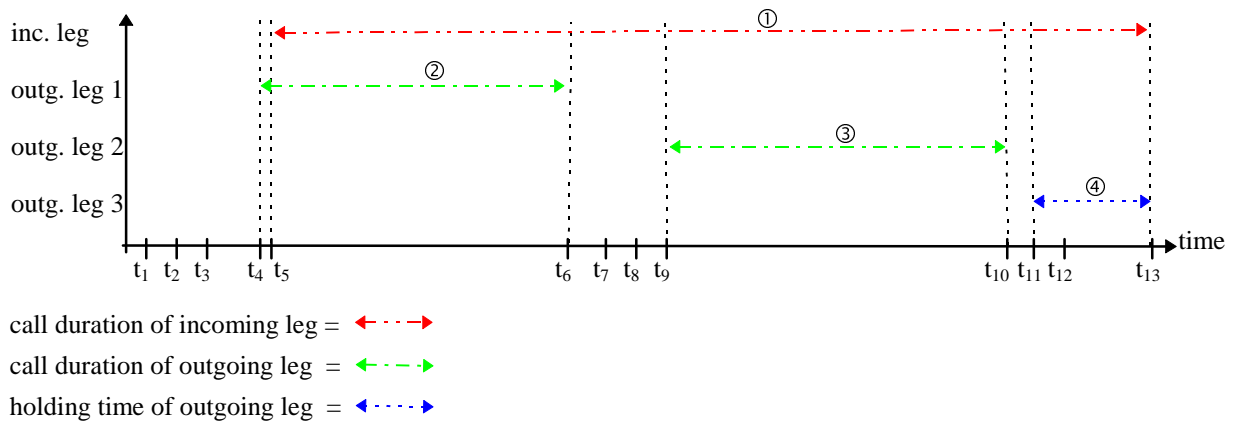 inc. leg ①
outg. leg 1 ②
outg. leg 2 ③
outg. leg 3 ④
time
t₁ t₂ t₃ t₄ t₅ t₆ t₇ t₈ t₉ t₁₀ t₁₁ t₁₂ t₁₃
call duration of incoming leg =
call duration of outgoing leg =
holding time of outgoing leg =